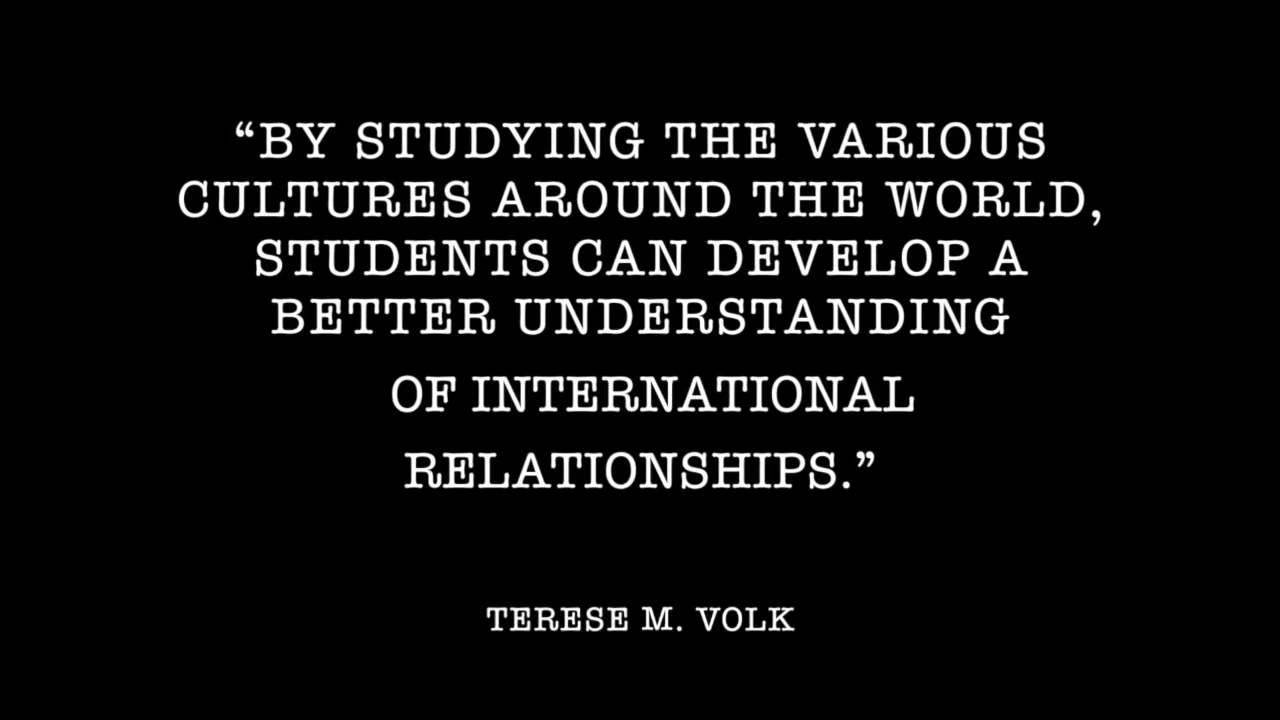 “BY STUDYING THE VARIOUS
CULTURES AROUND THE WORLD,
STUDENTS CAN DEVELOP A
BETTER UNDERSTANDING
OF INTERNATIONAL
RELATIONSHIPS.”
TERESE M. VOLK